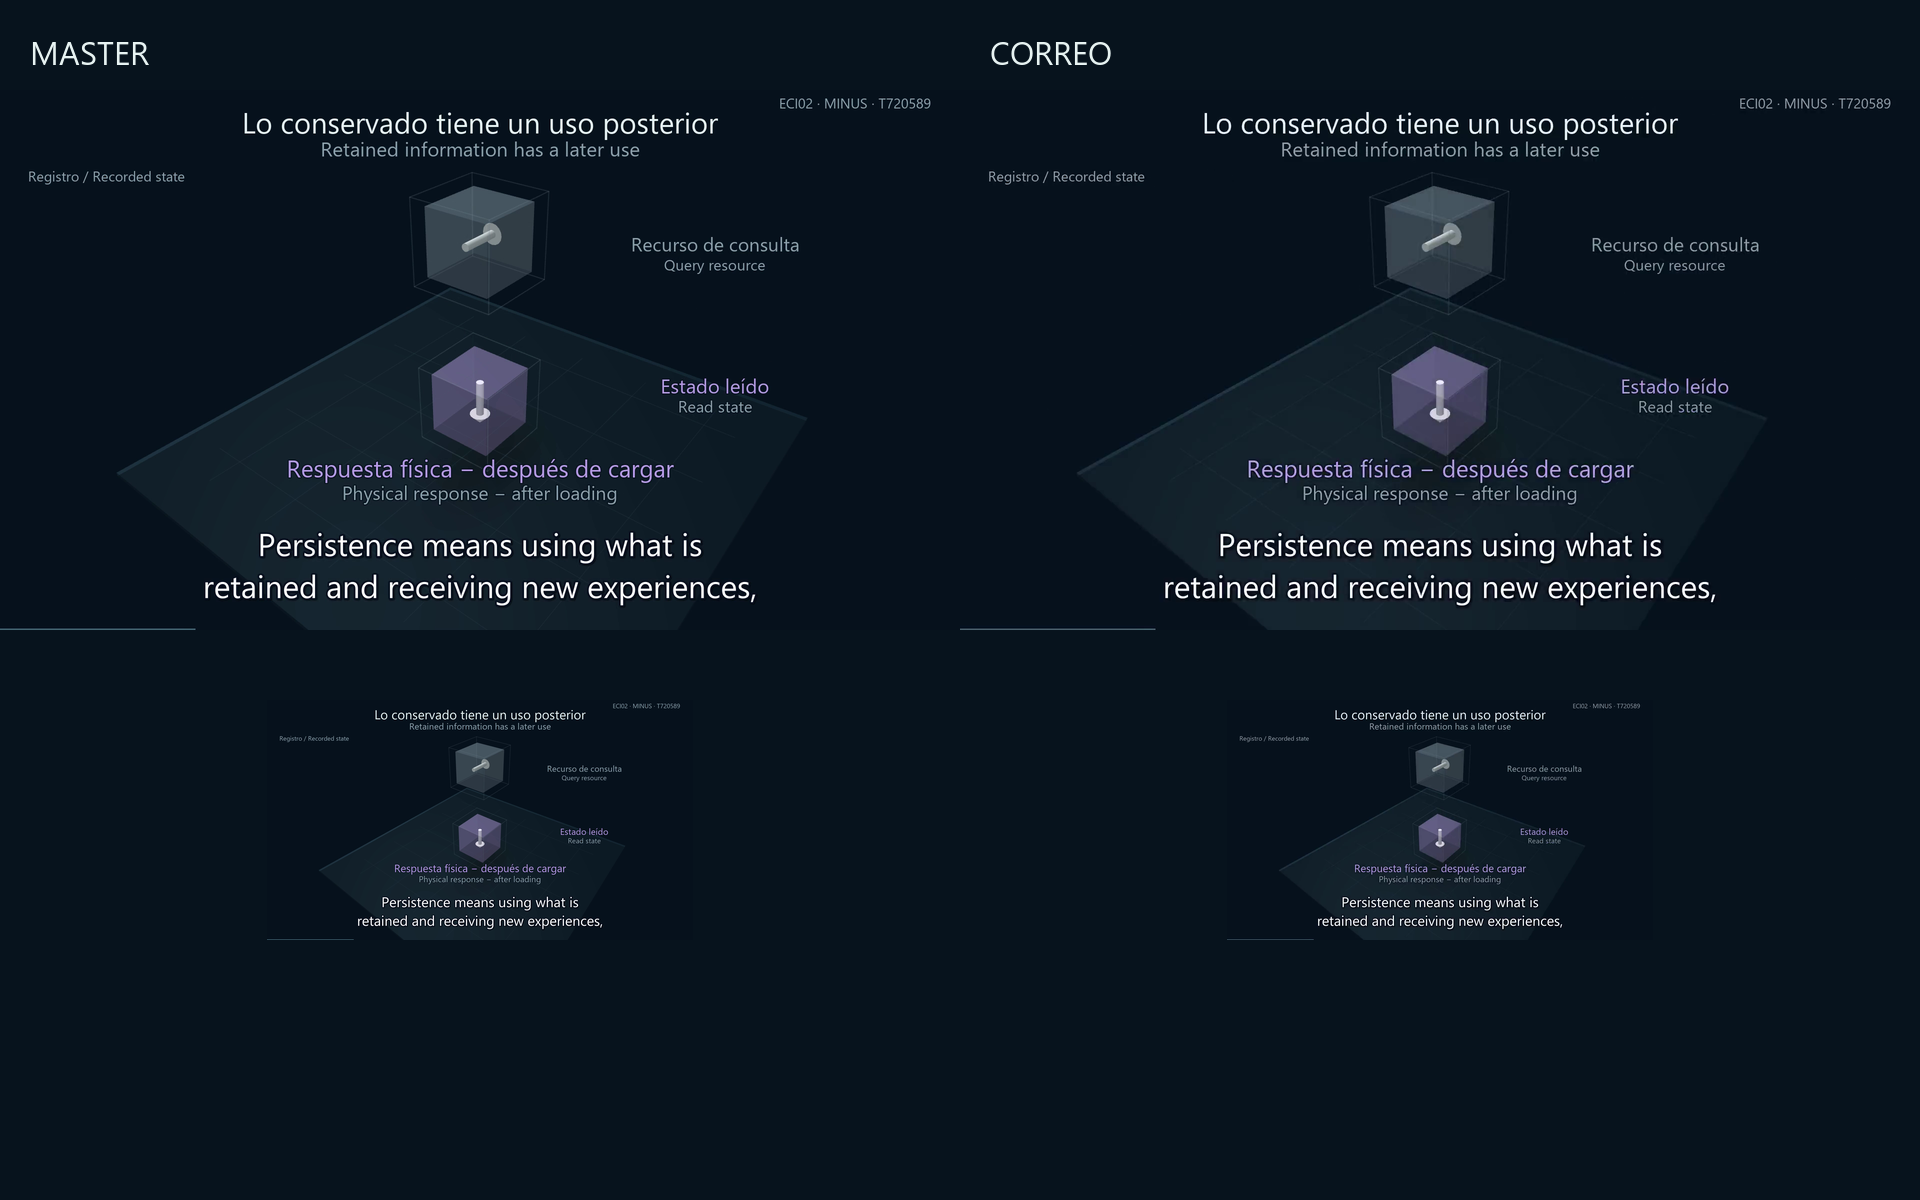 MASTER
ECI02 · MINUS · T720589
Lo conservado tiene un uso posterior
Retained information has a later use
Registro / Recorded state
Recurso de consulta
Query resource
Estado leído
Read state
Respuesta física – después de cargar
Physical response – after loading
Persistence means using what is
retained and receiving new experiences,
CORREO
ECI02 · MINUS · T720589
Lo conservado tiene un uso posterior
Retained information has a later use
Registro / Recorded state
Recurso de consulta
Query resource
Estado leído
Read state
Respuesta física – después de cargar
Physical response – after loading
Persistence means using what is
retained and receiving new experiences,
ECI02 · MINUS · T720589
Lo conservado tiene un uso posterior
Retained information has a later use
Registro / Recorded state
Recurso de consulta
Query resource
Estado leído
Read state
Respuesta física – después de cargar
Physical response – after loading
Persistence means using what is
retained and receiving new experiences,
ECI02 · MINUS · T720589
Lo conservado tiene un uso posterior
Retained information has a later use
Registro / Recorded state
Recurso de consulta
Query resource
Estado leído
Read state
Respuesta física – después de cargar
Physical response – after loading
Persistence means using what is
retained and receiving new experiences,